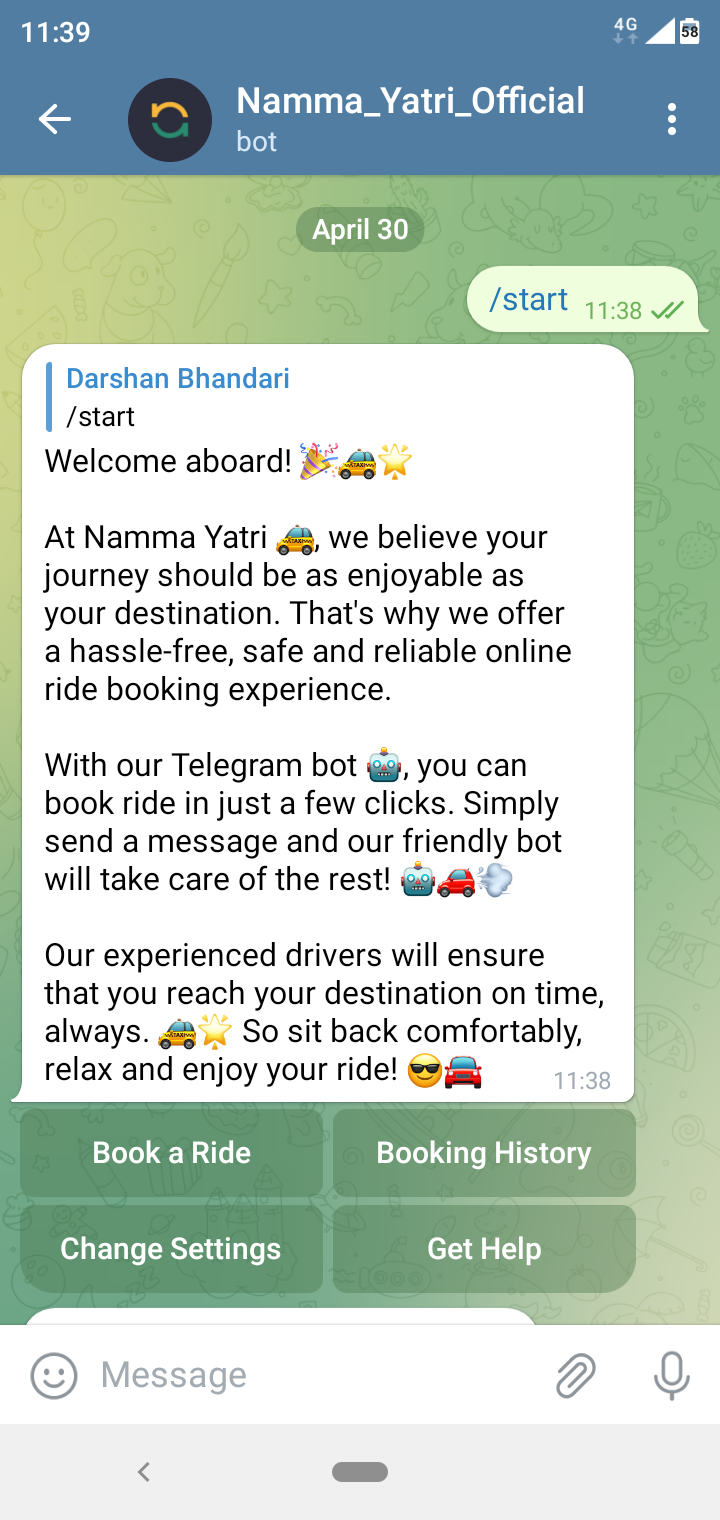 11:39
4G
58
Namma_Yatri_Official
bot
April 30
/start 11:38
Darshan Bhandari
/start
Welcome aboard! 🎉🚕🌟
At Namma Yatri 🚕, we believe your
journey should be as enjoyable as
your destination. That's why we offer
a hassle-free, safe and reliable online
ride booking experience.
With our Telegram bot 🤖, you can
book ride in just a few clicks. Simply
send a message and our friendly bot
will take care of the rest! 🤖🚗💨
Our experienced drivers will ensure
that you reach your destination on time,
always. 🚕🌟 So sit back comfortably,
relax and enjoy your ride! 😎🚘
11:38
Book a Ride
Booking History
Change Settings
Get Help
Message